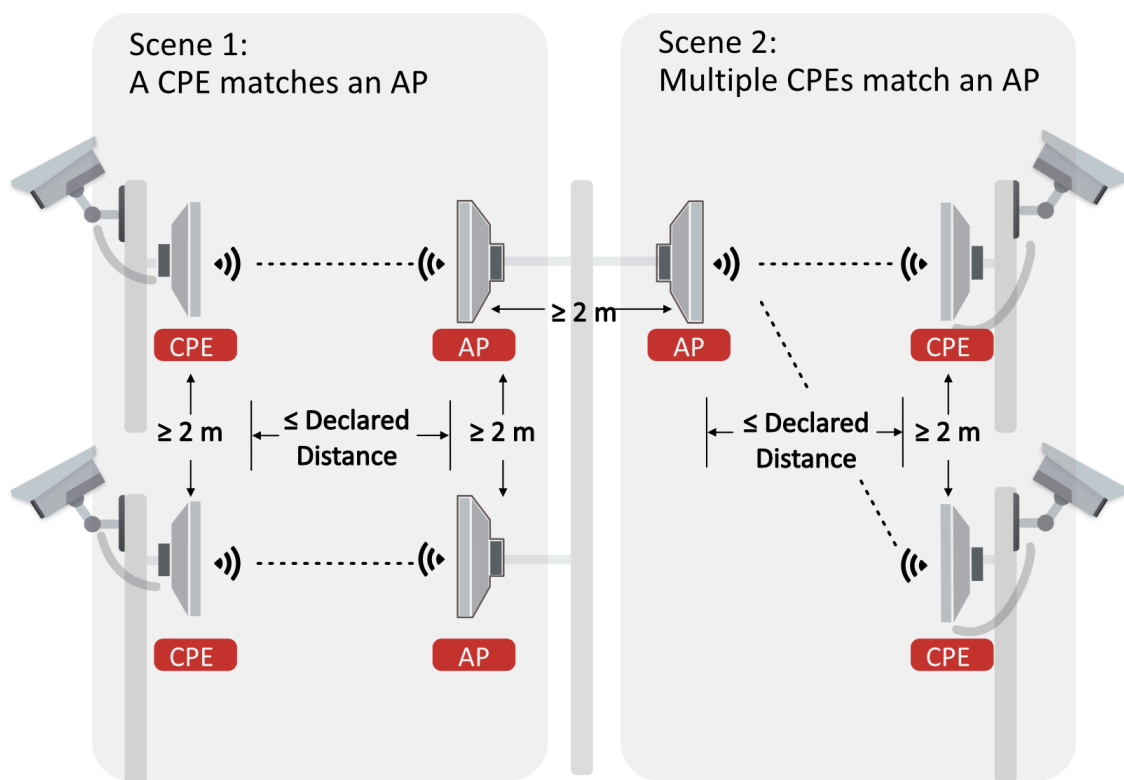 Scene 1:
A CPE matches an AP
Scene 2:
Multiple CPEs match an AP
≥ 2 m
CPE
AP
AP
CPE
≥ 2 m
≤ Declared
Distance
≥ 2 m
≤ Declared
Distance
≥ 2 m
CPE
AP
CPE